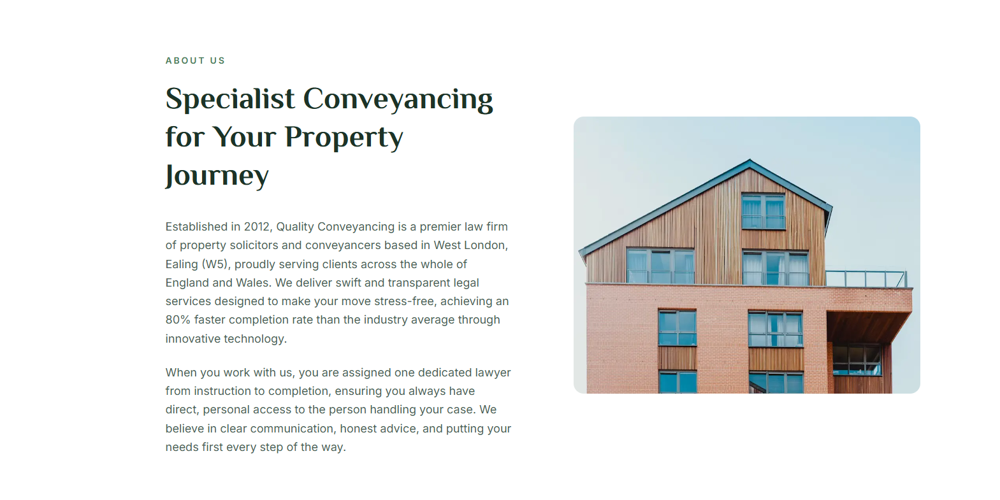 ABOUT US
Specialist Conveyancing
for Your Property
Journey
Established in 2012, Quality Conveyancing is a premier law firm
of property solicitors and conveyancers based in West London,
Ealing (W5), proudly serving clients across the whole of
England and Wales. We deliver swift and transparent legal
services designed to make your move stress-free, achieving an
80% faster completion rate than the industry average through
innovative technology.
When you work with us, you are assigned one dedicated lawyer
from instruction to completion, ensuring you always have
direct, personal access to the person handling your case. We
believe in clear communication, honest advice, and putting your
needs first every step of the way.